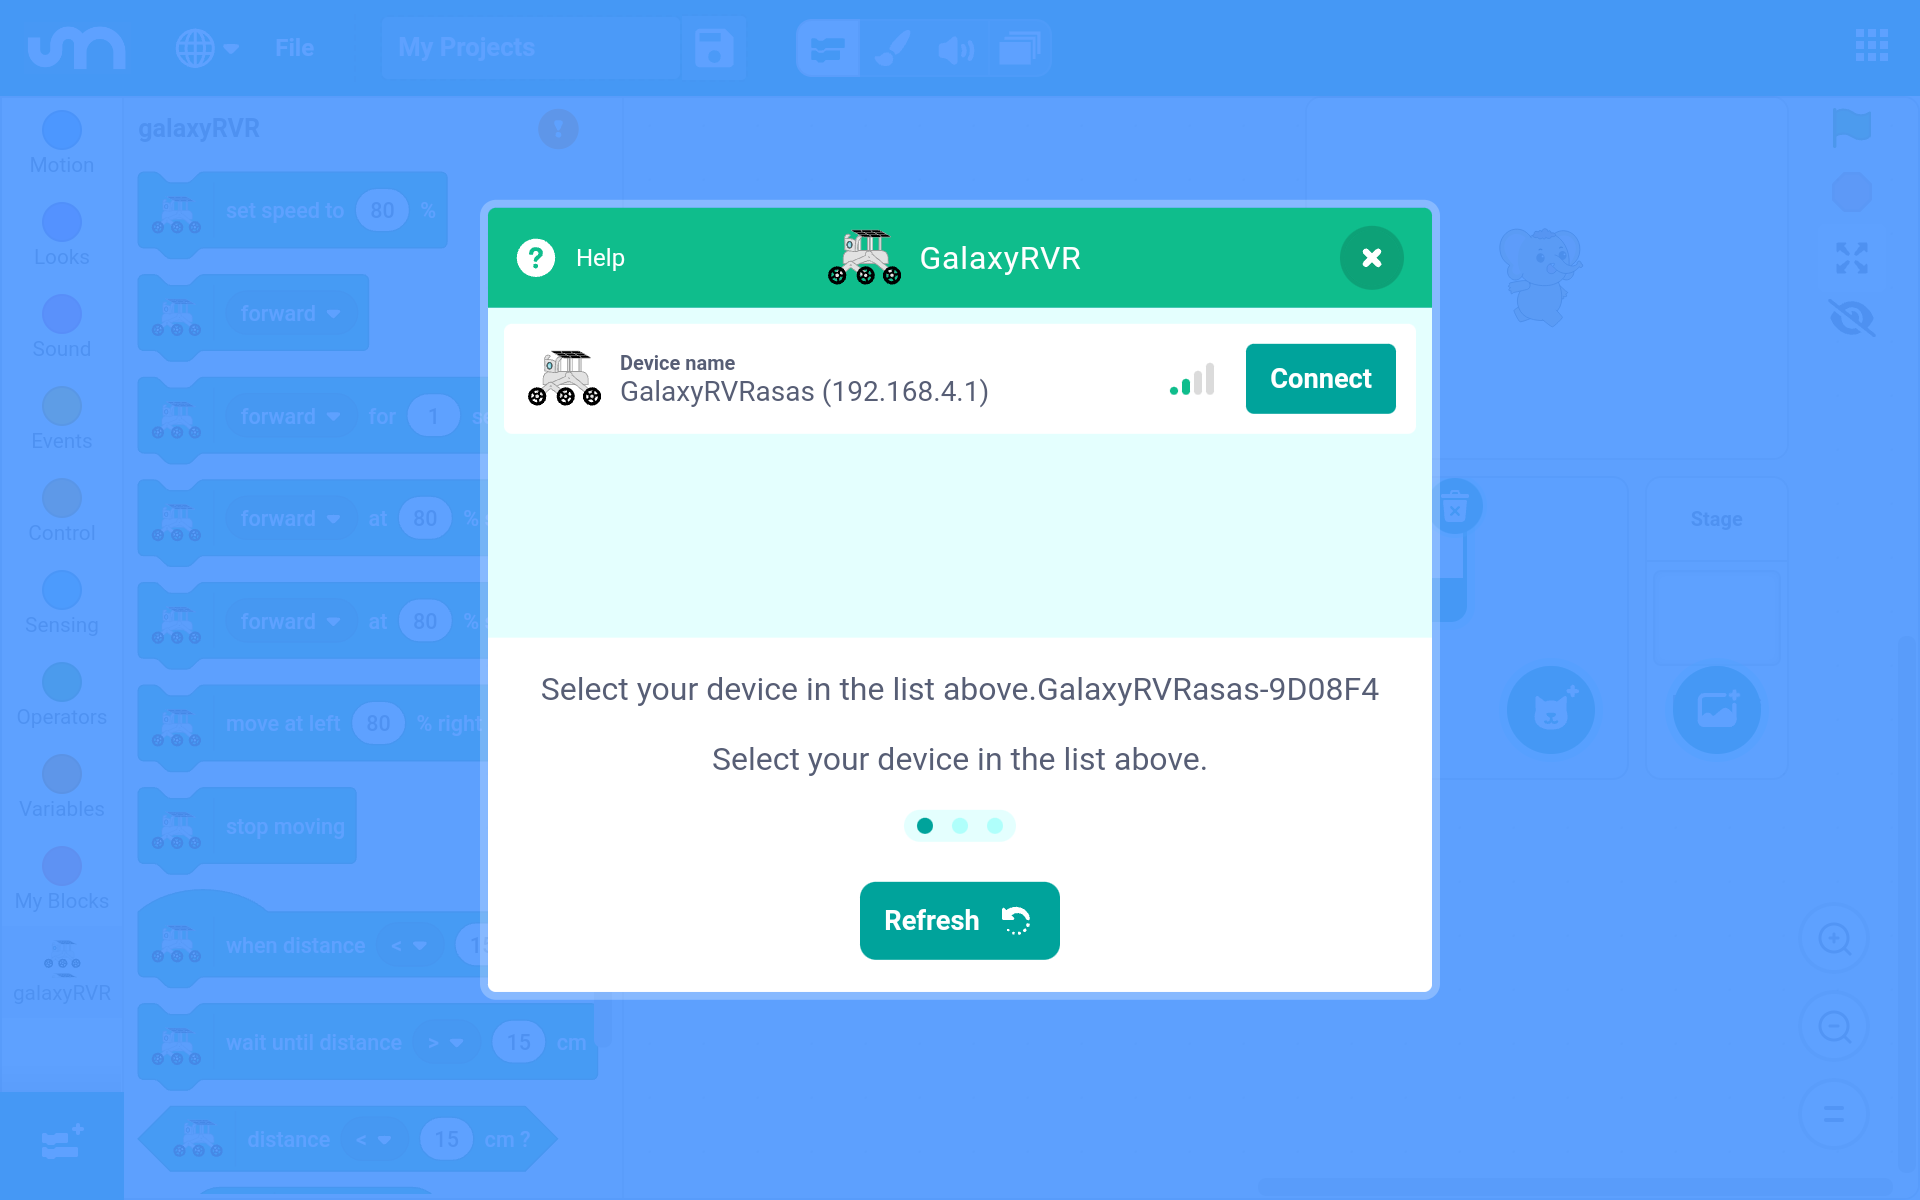 um File My Projects
galaxyRVR !
Motion
Looks
Sound
Events
Control
Sensing
Operators
Variables
My Blocks
galaxyRVR
set speed to 80 %
forward
forward for 1 se
forward at 80 % s
forward at 80 % s
move at left 80 % right
stop moving
when distance < 15
wait until distance > 15 cm
distance < 15 cm ?
? Help
GalaxyRVR
Device name
GalaxyRVRasas (192.168.4.1)
Connect
Select your device in the list above.GalaxyRVRasas-9D08F4
Select your device in the list above.
Refresh
Stage